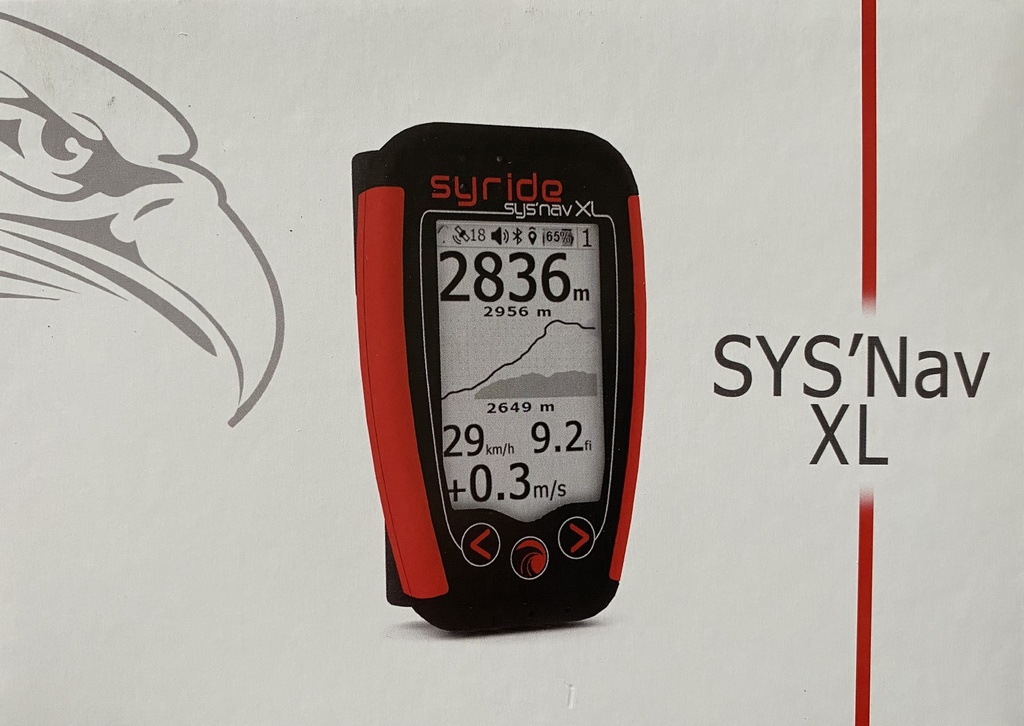 syride
sys'nav XL
18 65% 1
2836m
2956 m
2649 m
29km/h 9.2fi
+0.3m/s
< >
SYS'Nav
XL